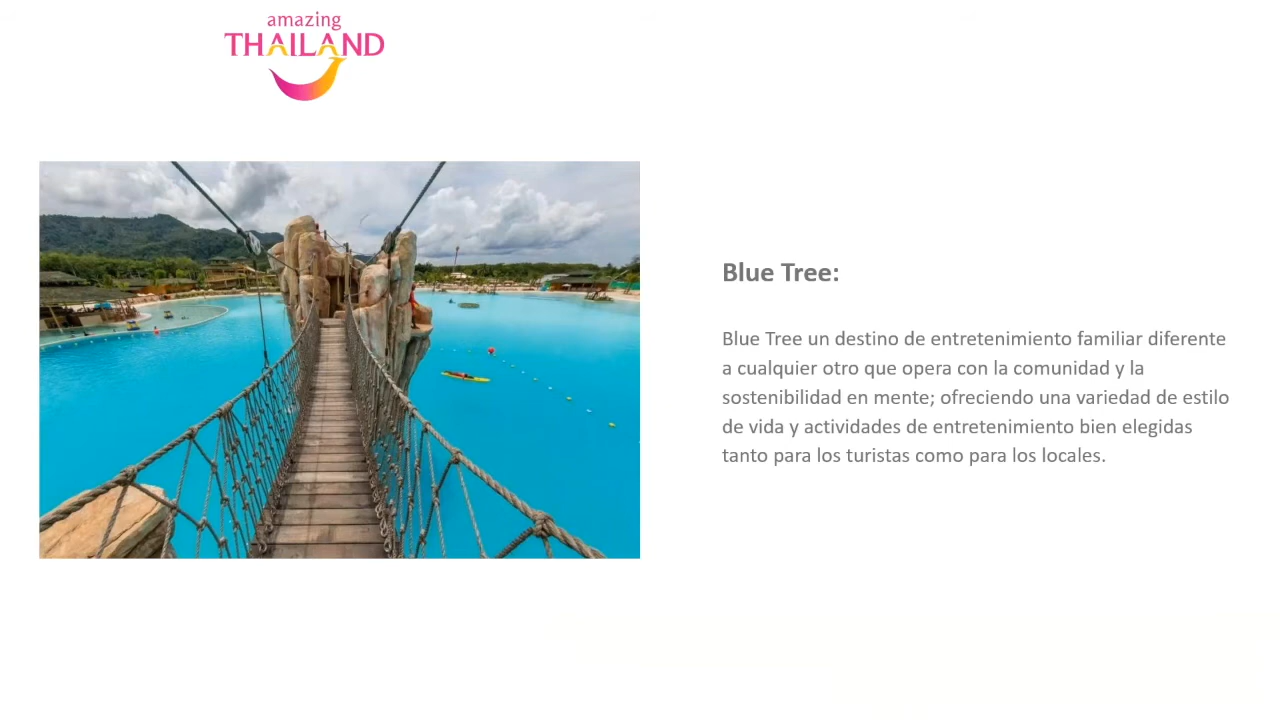 amazing
THAILAND
Blue Tree:
Blue Tree un destino de entretenimiento familiar diferente
a cualquier otro que opera con la comunidad y la
sostenibilidad en mente; ofreciendo una variedad de estilo
de vida y actividades de entretenimiento bien elegidas
tanto para los turistas como para los locales.